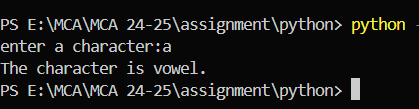 PS E:\MCA\MCA 24-25\assignment\python> python
enter a character:a
The character is vowel.
PS E:\MCA\MCA 24-25\assignment\python>